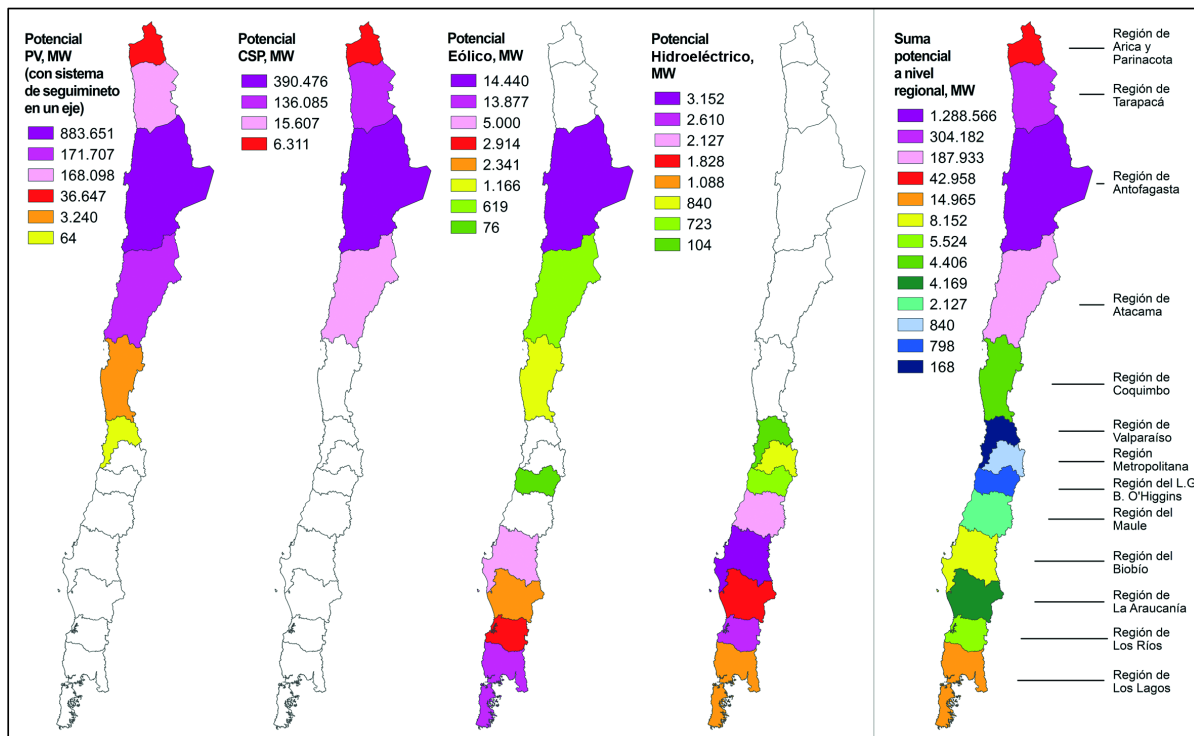 Potencial
PV, MW
(con sistema
de seguimineto
en un eje)
883.651
171.707
168.098
36.647
3.240
64
Potencial
CSP, MW
390.476
136.085
15.607
6.311
Potencial
Eólico, MW
14.440
13.877
5.000
2.914
2.341
1.166
619
76
Potencial
Hidroeléctrico,
MW
3.152
2.610
2.127
1.828
1.088
840
723
104
Suma
potencial
a nivel
regional, MW
1.288.566
304.182
187.933
42.958
14.965
8.152
5.524
4.406
4.169
2.127
840
798
168
Región de
Arica y
Parinacota
Región de
Tarapacá
Región de
Antofagasta
Región de
Atacama
Región de
Coquimbo
Región de
Valparaíso
Región
Metropolitana
Región del L.G
B. O'Higgins
Región del
Maule
Región del
Biobío
Región de
La Araucanía
Región de
Los Ríos
Región de
Los Lagos